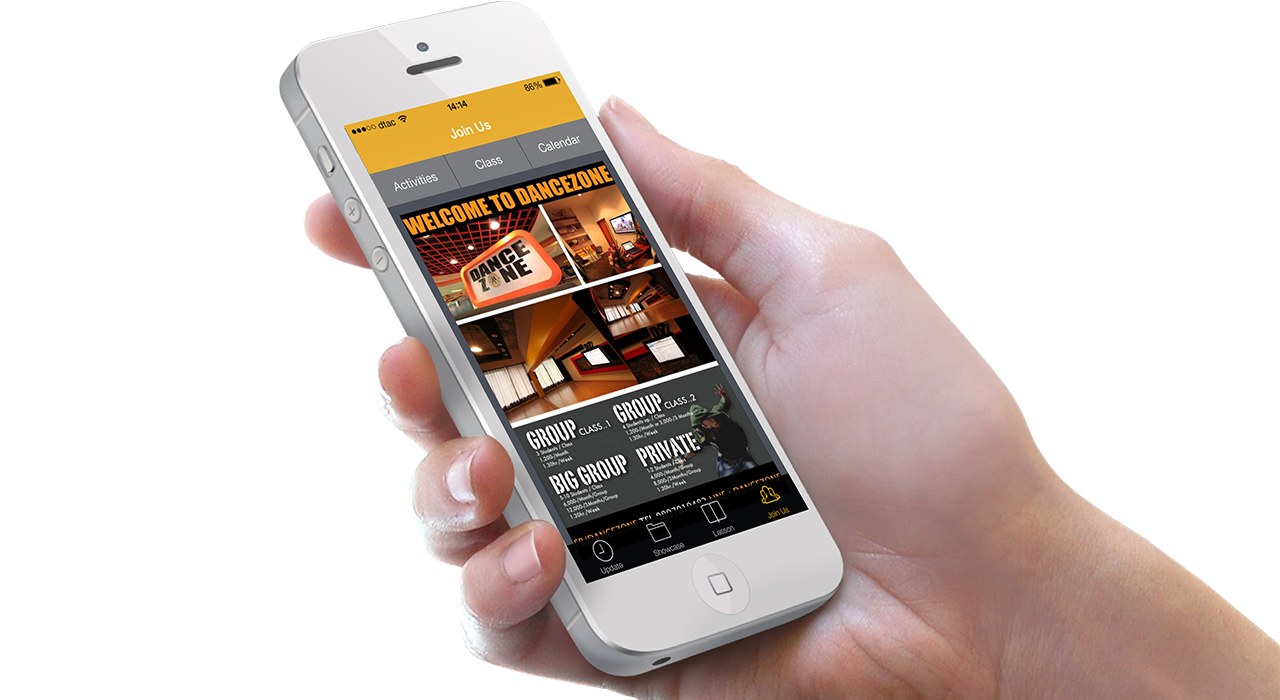 dtac 14:14 86%
Join Us
Activities Class Calendar
WELCOME TO DANCEZONE
DANCE
ZONE
GROUP CLASS..1
3 Students / Class
1,200-/Month
1.30hr /Week
GROUP CLASS..2
4 Students up / Class
1,200-/Month or 3,000-/3 Months
1.30hr /Week
BIG GROUP
5-10 Students / Class
6,000-/Month/Group
12,000-/3Months/Group
1.30hr /Week
PRIVATE
1-2 Students / Class
4,000-/Month/Group
8,000-/3Months/Group
1.30hr /Week
/DANCEZONE TEL LINE : DANCEZONE
Update Showcase Lesson Join Us